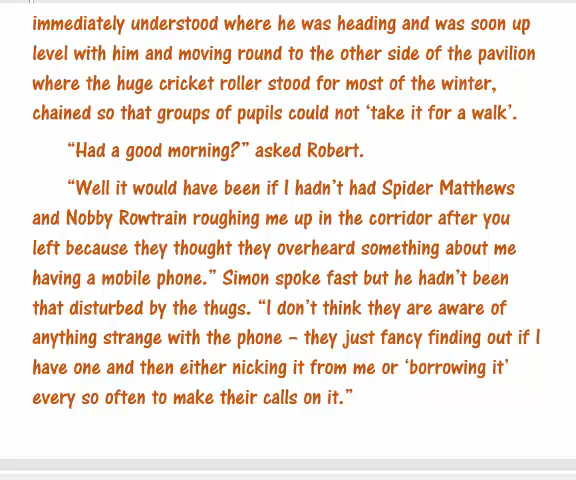 immediately understood where he was heading and was soon up
level with him and moving round to the other side of the pavilion
where the huge cricket roller stood for most of the winter,
chained so that groups of pupils could not ‘take it for a walk’.
“Had a good morning?” asked Robert.
“Well it would have been if I hadn’t had Spider Matthews
and Nobby Rowtrain roughing me up in the corridor after you
left because they thought they overheard something about me
having a mobile phone.” Simon spoke fast but he hadn’t been
that disturbed by the thugs. “I don’t think they are aware of
anything strange with the phone – they just fancy finding out if I
have one and then either nicking it from me or ‘borrowing it’
every so often to make their calls on it.”